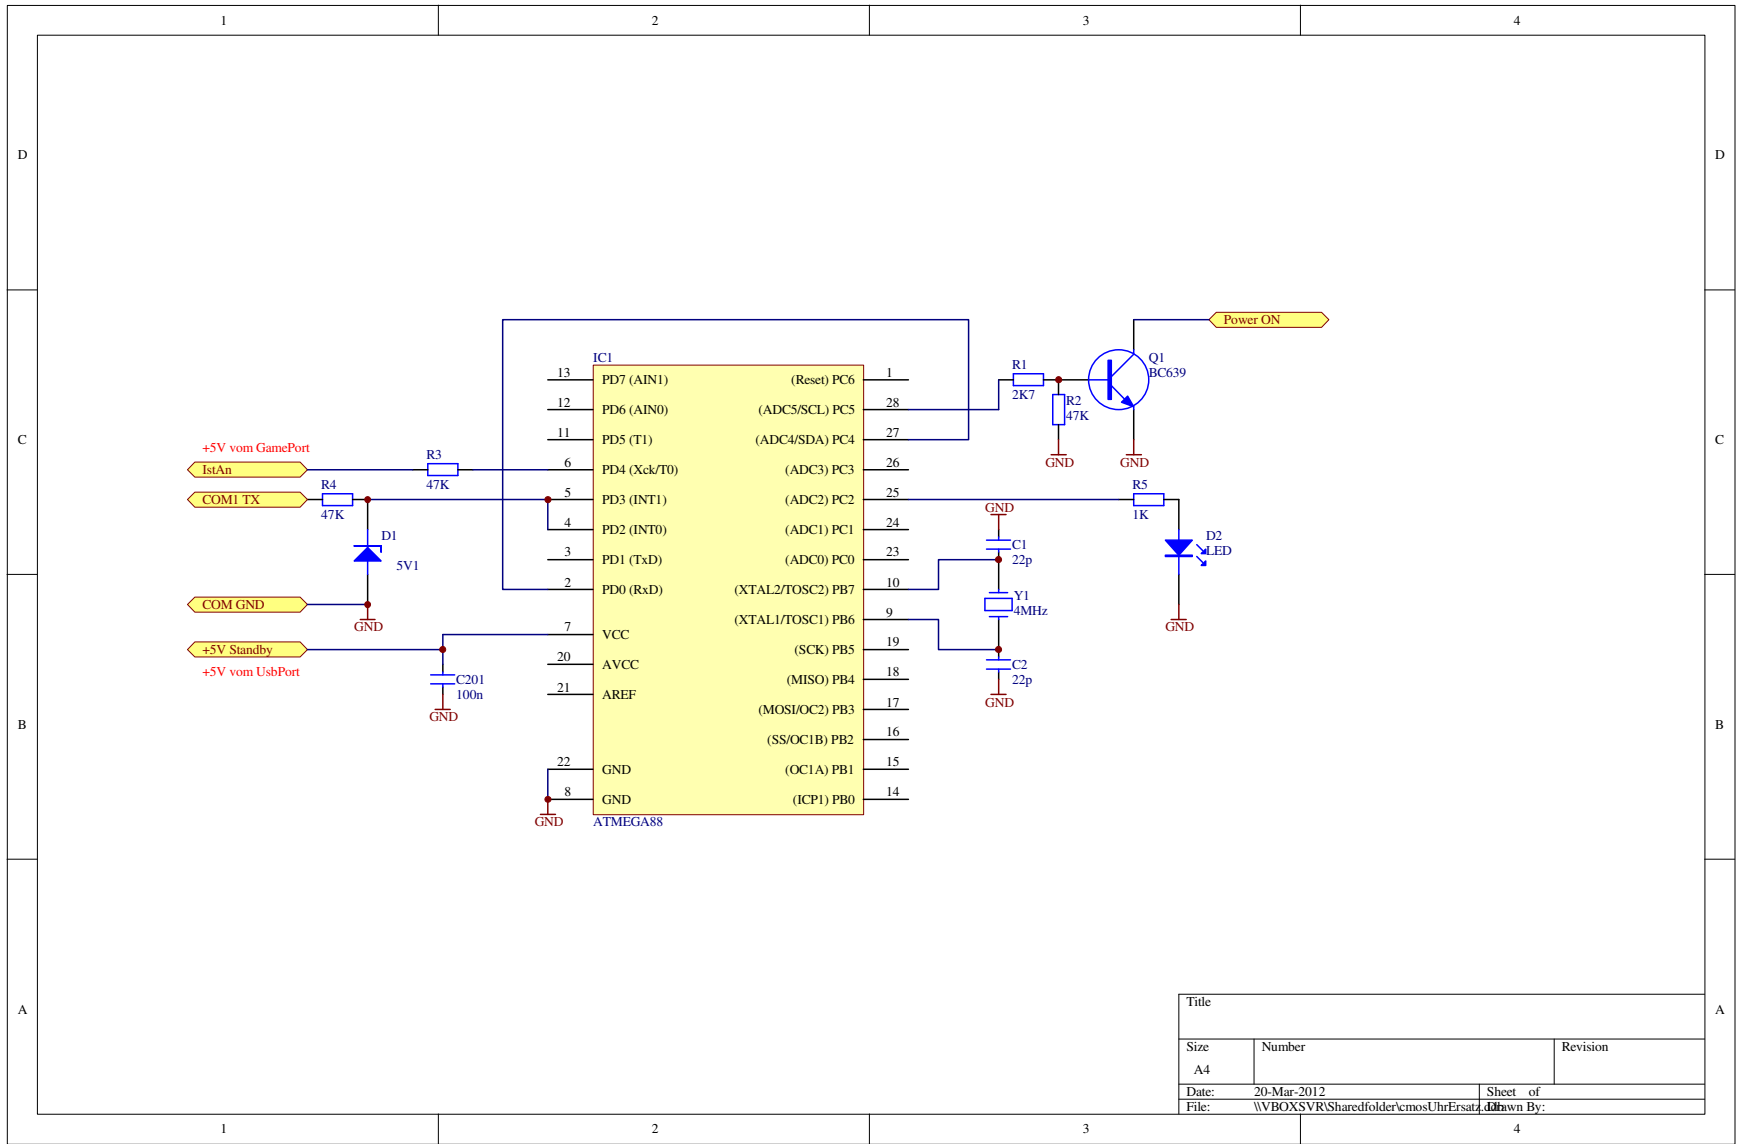 1 2 3 4
D D
C C
B B
A A
IC1
13 PD7 (AIN1)
12 PD6 (AIN0)
11 PD5 (T1)
6 PD4 (Xck/T0)
5 PD3 (INT1)
4 PD2 (INT0)
3 PD1 (TxD)
2 PD0 (RxD)
7 VCC
20 AVCC
21 AREF
22 GND
8 GND
GND
ATMEGA88
(Reset) PC6 1
(ADC5/SCL) PC5 28
(ADC4/SDA) PC4 27
(ADC3) PC3 26
(ADC2) PC2 25
(ADC1) PC1 24
(ADC0) PC0 23
(XTAL2/TOSC2) PB7 10
(XTAL1/TOSC1) PB6 9
(SCK) PB5 19
(MISO) PB4 18
(MOSI/OC2) PB3 17
(SS/OC1B) PB2 16
(OC1A) PB1 15
(ICP1) PB0 14
+5V vom GamePort
IstAn
R3
47K
COM1 TX
R4
47K
D1
5V1
COM GND
GND
+5V Standby
+5V vom UsbPort
C201
100n
GND
Power ON
Q1
BC639
R1
2K7
R2
47K
GND
GND
R5
1K
D2
LED
GND
GND
C1
22p
Y1
4MHz
C2
22p
GND
Title
Size Number Revision
A4
Date: 20-Mar-2012 Sheet of
File: \\VBOXSVR\Sharedfolder\cmosUhrErsatz.ddb Drawn By:
1 2 3 4